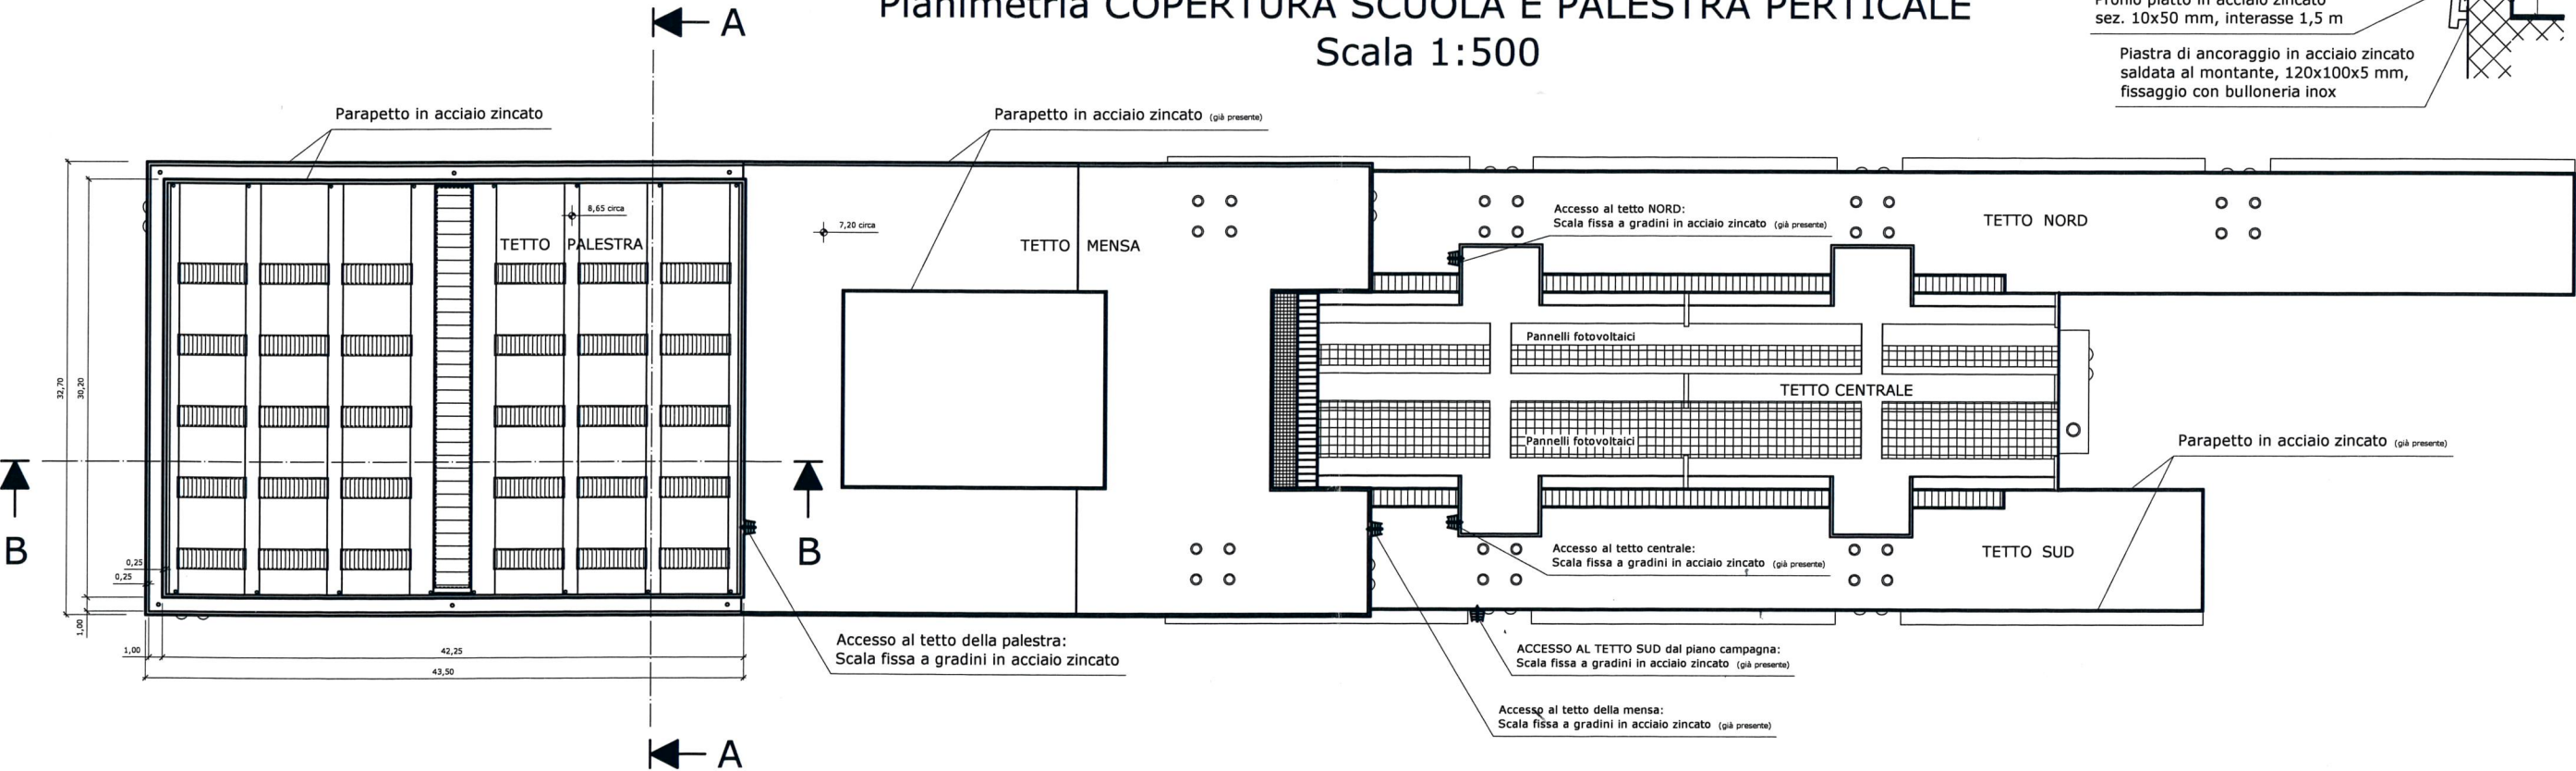 Planimetria COPERTURA SCUOLA E PALESTRA PERTICALE
Scala 1:500
Profilo piatto in acciaio zincato
sez. 10x50 mm, interasse 1,5 m
Piastra di ancoraggio in acciaio zincato
saldata al montante, 120x100x5 mm,
fissaggio con bulloneria inox
A
Parapetto in acciaio zincato
Parapetto in acciaio zincato (già presente)
8,65 circa
7,20 circa
TETTO PALESTRA
TETTO MENSA
Accesso al tetto NORD:
Scala fissa a gradini in acciaio zincato (già presente)
TETTO NORD
Pannelli fotovoltaici
TETTO CENTRALE
Pannelli fotovoltaici
Parapetto in acciaio zincato (già presente)
32,70
30,20
B
B
0,25
0,25
1,00
1,00
42,25
43,50
Accesso al tetto centrale:
Scala fissa a gradini in acciaio zincato (già presente)
TETTO SUD
Accesso al tetto della palestra:
Scala fissa a gradini in acciaio zincato
ACCESSO AL TETTO SUD dal piano campagna:
Scala fissa a gradini in acciaio zincato (già presente)
Accesso al tetto della mensa:
Scala fissa a gradini in acciaio zincato (già presente)
A